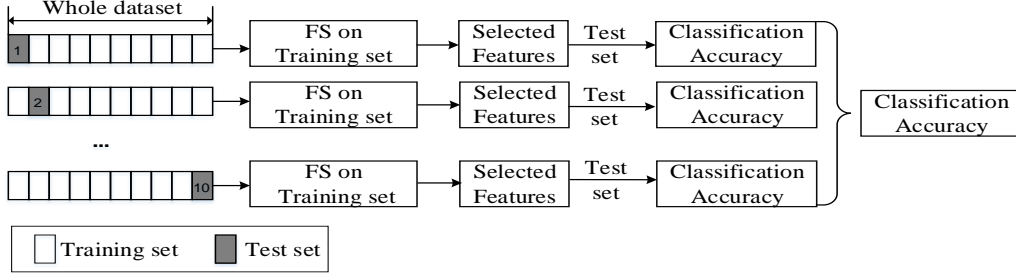 Whole dataset
1
FS on
Training set
Selected
Features
Test
set
Classification
Accuracy
2
FS on
Training set
Selected
Features
Test
set
Classification
Accuracy
Classification
Accuracy
...
10
FS on
Training set
Selected
Features
Test
set
Classification
Accuracy
Training set
Test set